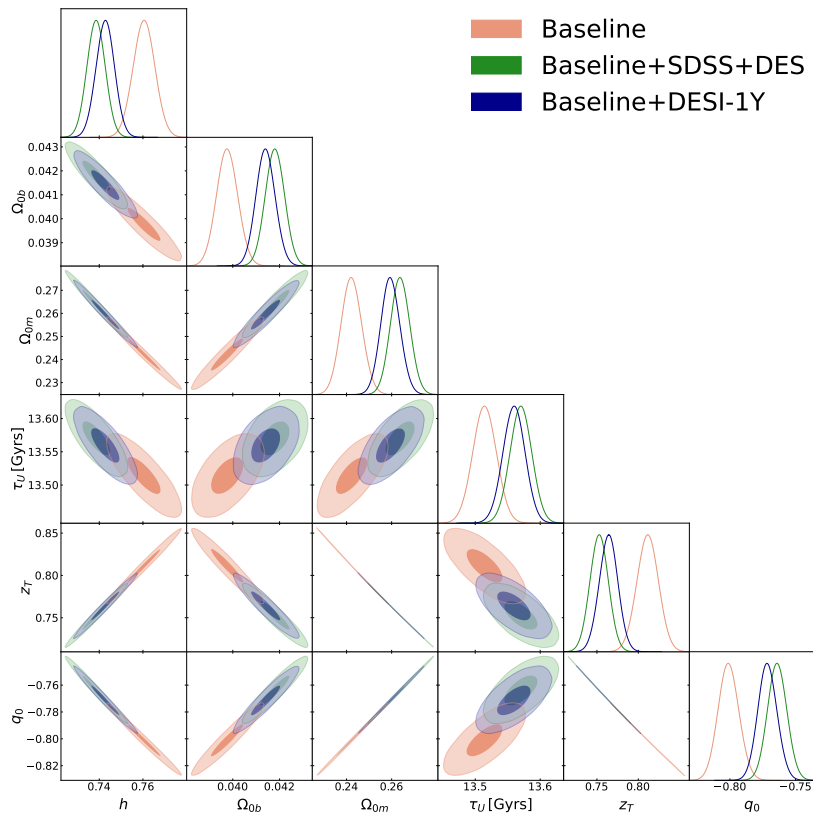 Baseline
Baseline+SDSS+DES
Baseline+DESI-1Y
0.043
0.042
0.041
0.040
0.039
Ω0b
0.27
0.26
0.25
0.24
0.23
Ω0m
13.60
13.55
13.50
τU [Gyrs]
0.85
0.80
0.75
zT
−0.76
−0.78
−0.80
−0.82
q0
0.74 0.76 0.040 0.042 0.24 0.26 13.5 13.6 0.75 0.80 −0.80 −0.75
h Ω0b Ω0m τU [Gyrs] zT q0